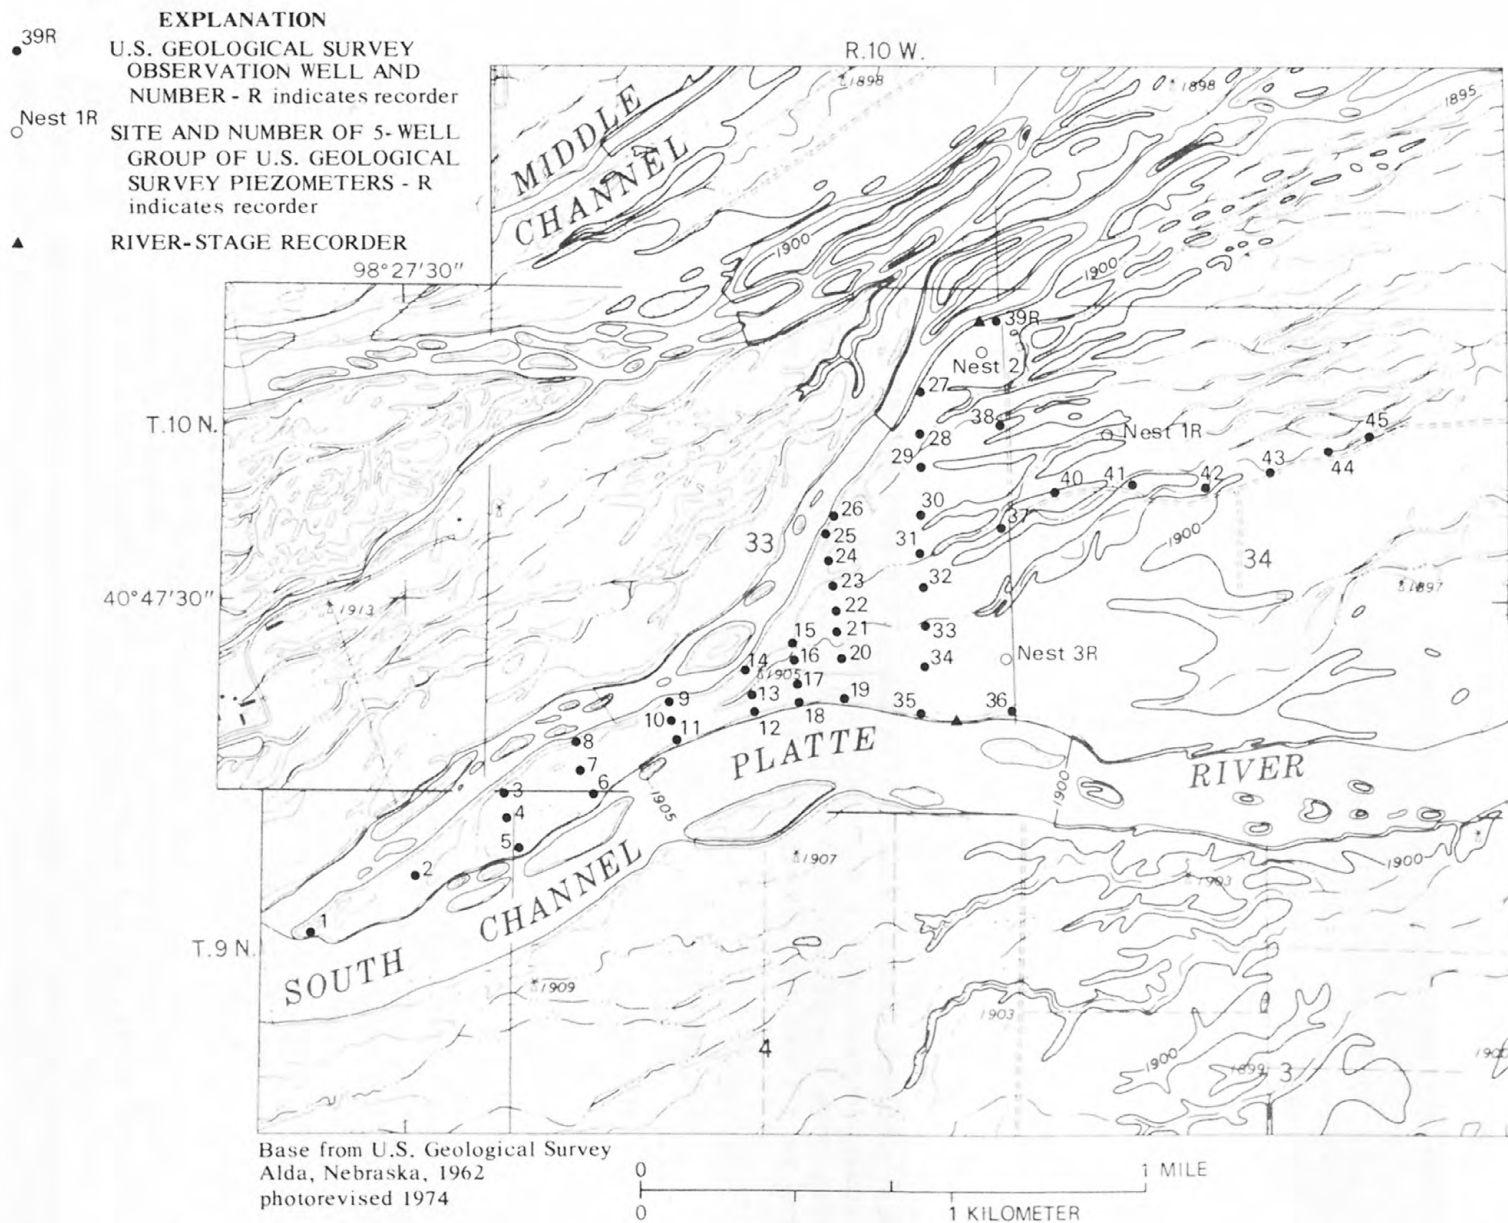 EXPLANATION
39R
U.S. GEOLOGICAL SURVEY
OBSERVATION WELL AND
NUMBER - R indicates recorder
Nest 1R
SITE AND NUMBER OF 5-WELL
GROUP OF U.S. GEOLOGICAL
SURVEY PIEZOMETERS - R
indicates recorder
RIVER-STAGE RECORDER
R.10 W.
98°27'30"
T.10 N.
40°47'30"
T.9 N.
MIDDLE
CHANNEL
1898
1898
1895
1900
1900
39R
Nest 2
27
38
28
Nest 1R
45
29
44
43
42
41
40
30
37
26
33
25
31
1900
34
24
32
23
1897
1913
22
21
33
15
16
20
34
Nest 3R
14
1905
17
13
9
19
35
36
10
18
12
11
8
PLATTE
RIVER
7
6
3
1905
1900
4
5
CHANNEL
1907
1900
2
1903
1
SOUTH
1909
1903
4
1900
1899
3
1900
Base from U.S. Geological Survey
Alda, Nebraska, 1962
photorevised 1974
0
1 MILE
0
1 KILOMETER